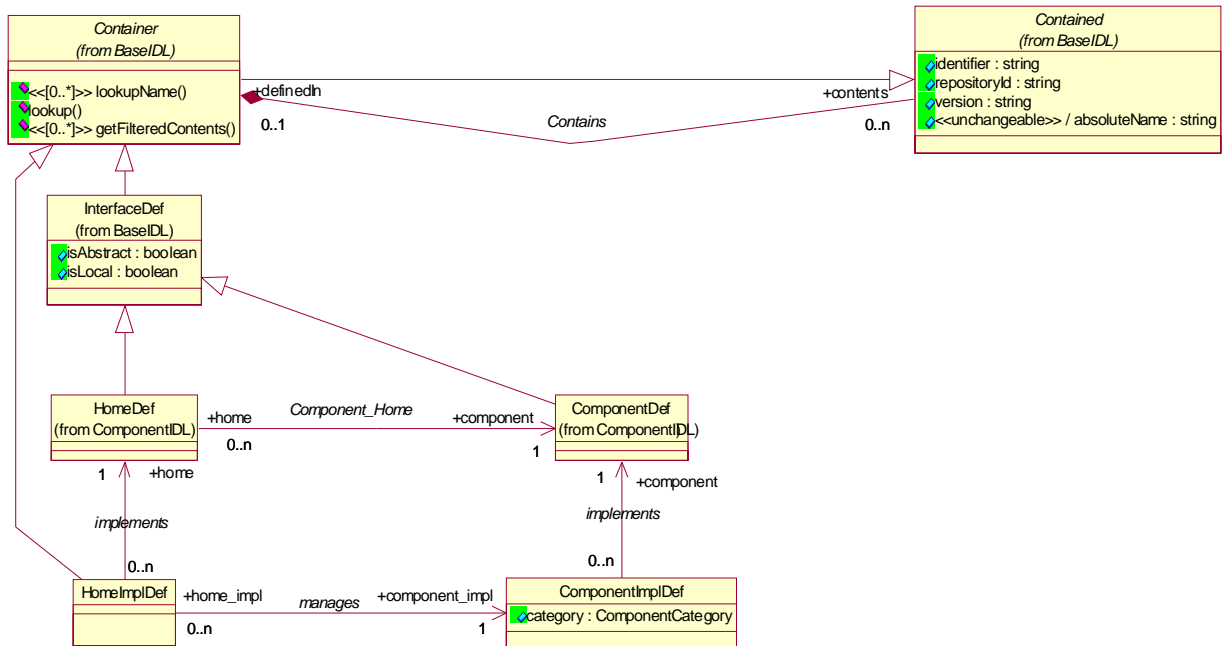 Container
(from BaseIDL)
<<[0..*]>> lookupName()
lookup()
<<[0..*]>> getFilteredContents()
Contained
(from BaseIDL)
identifier : string
repositoryId : string
version : string
<<unchangeable>> / absoluteName : string
+definedIn
+contents
0..1
Contains
0..n
InterfaceDef
(from BaseIDL)
isAbstract : boolean
isLocal : boolean
HomeDef
(from ComponentIDL)
+home
Component_Home
+component
0..n
1
ComponentDef
(from ComponentIDL)
1
+home
implements
0..n
1
+component
implements
0..n
HomeImplDef
+home_impl
manages
+component_impl
0..n
1
ComponentImplDef
category : ComponentCategory